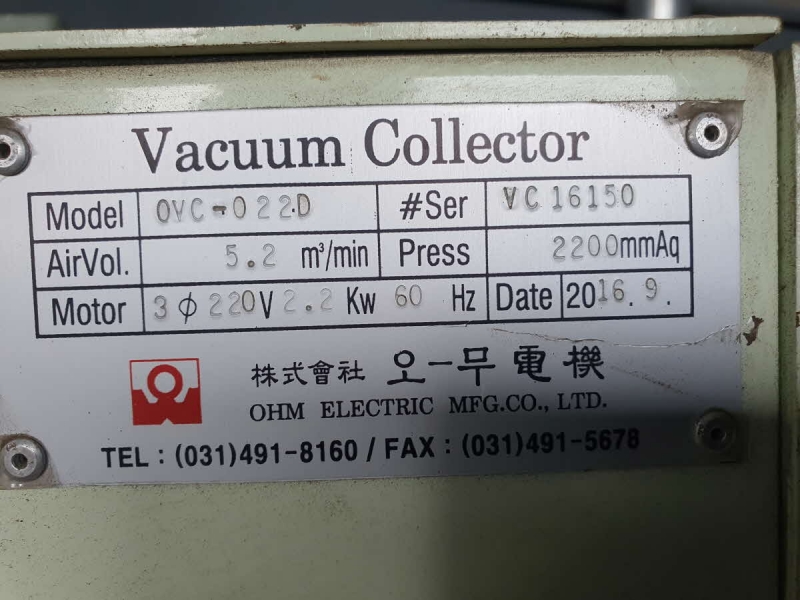 Vacuum Collector
Model OVC-022D #Ser VC16150
AirVol. 5.2 m³/min Press 2200mmAq
Motor 3φ220V 2.2 Kw 60 Hz Date 2016.9.
株式會社 오-무電機
OHM ELECTRIC MFG.CO., LTD.
TEL : (031)491-8160 / FAX : (031)491-5678